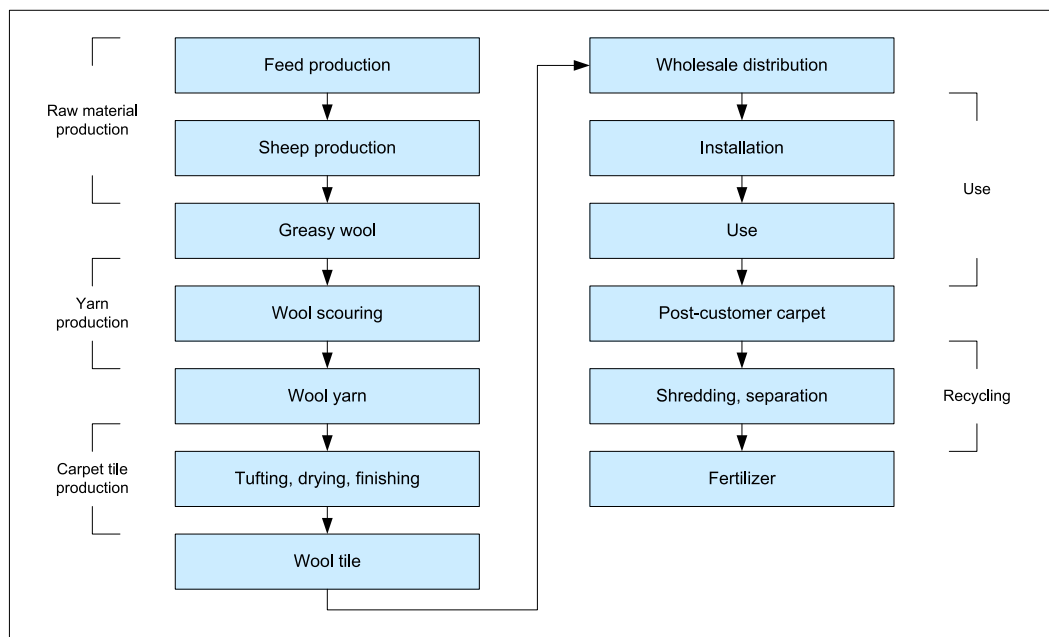 Raw material
production
Yarn
production
Carpet tile
production
Feed production
Sheep production
Greasy wool
Wool scouring
Wool yarn
Tufting, drying, finishing
Wool tile
Wholesale distribution
Installation
Use
Post-customer carpet
Shredding, separation
Fertilizer
Use
Recycling